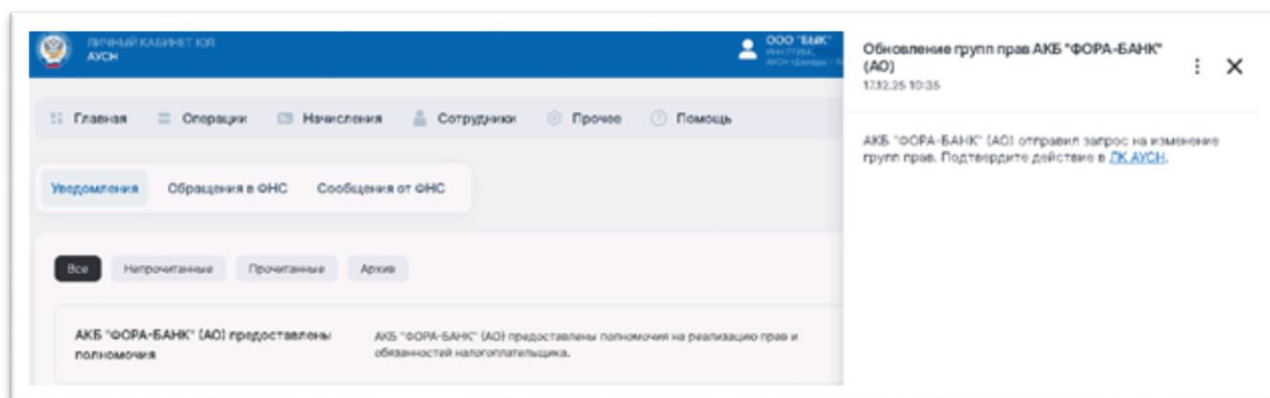 ЛИЧНЫЙ КАБИНЕТ ЮЛ
АУСН
ООО "БЫК"
Главная
Операции
Начисления
Сотрудники
Прочее
Помощь
Уведомления
Обращения в ФНС
Сообщения от ФНС
Все
Непрочитанные
Прочитанные
Архив
АКБ "ФОРА-БАНК" (АО) предоставлены
полномочия
АКБ "ФОРА-БАНК" (АО) предоставлены полномочия на реализацию прав и
обязанностей налогоплательщика.
Обновление групп прав АКБ "ФОРА-БАНК"
(АО)
17.12.25 10:35
АКБ "ФОРА-БАНК" (АО) отправил запрос на изменение
групп прав. Подтвердите действие в ЛК АУСН.